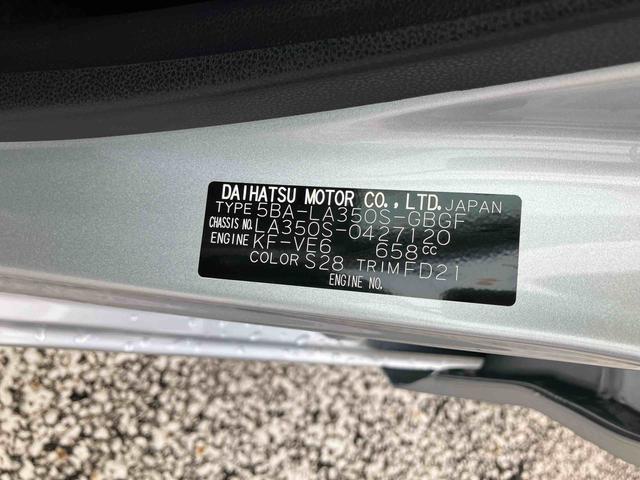 DAIHATSU MOTOR CO., LTD. JAPAN
TYPE 5BA-LA350S-GBGF
CHASSIS NO. LA350S-0427120
ENGINE KF-VE6 658cc
COLOR S28 TRIM FD21
ENGINE NO.